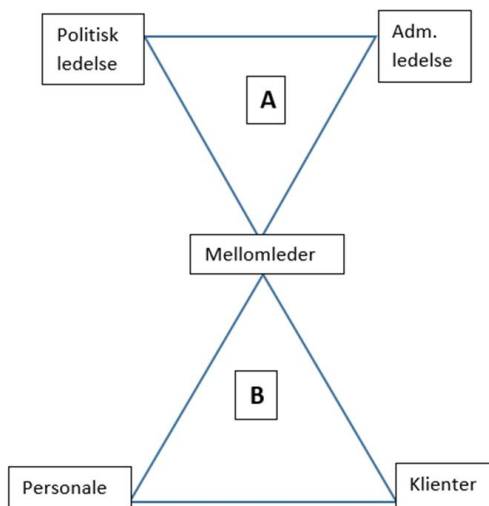 Politisk
ledelse
Adm.
ledelse
A
Mellomleder
B
Personale
Klienter